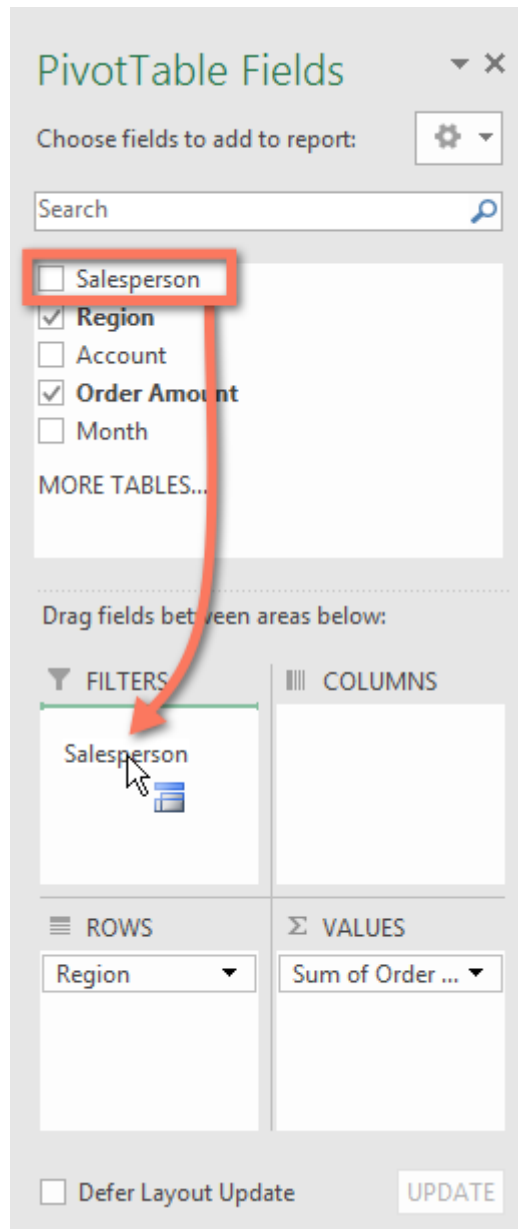 PivotTable Fields
Choose fields to add to report:
Search
Salesperson
Region
Account
Order Amount
Month
MORE TABLES...
Drag fields between areas below:
FILTERS
COLUMNS
Salesperson
ROWS
Σ VALUES
Region
Sum of Order ...
Defer Layout Update
UPDATE